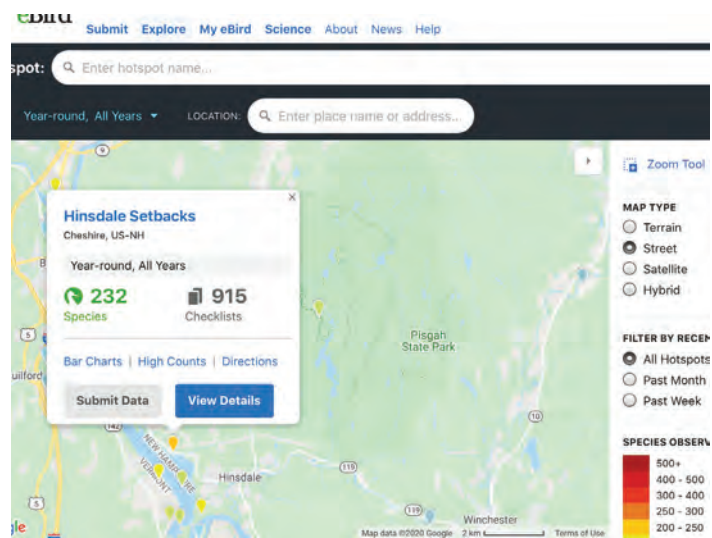 eBird
Submit Explore My eBird Science About News Help
spot: Enter hotspot name...
Year-round, All Years LOCATION: Enter place name or address...
9
Zoom Tool
Hinsdale Setbacks
Cheshire, US-NH
Year-round, All Years
232 915
Species Checklists
Bar Charts | High Counts | Directions
Submit Data View Details
MAP TYPE
Terrain
Street
Satellite
Hybrid
B
5
Pisgah
State Park
uilford
FILTER BY RECEN
All Hotspots
Past Month
Past Week
10
142
NEW HAMPSHIRE
VERMONT
Hinsdale
119
5
119
Winchester
SPECIES OBSERV
500+
400 - 500
300 - 400
250 - 300
200 - 250
gle
Map data ©2020 Google 2 km Terms of Use